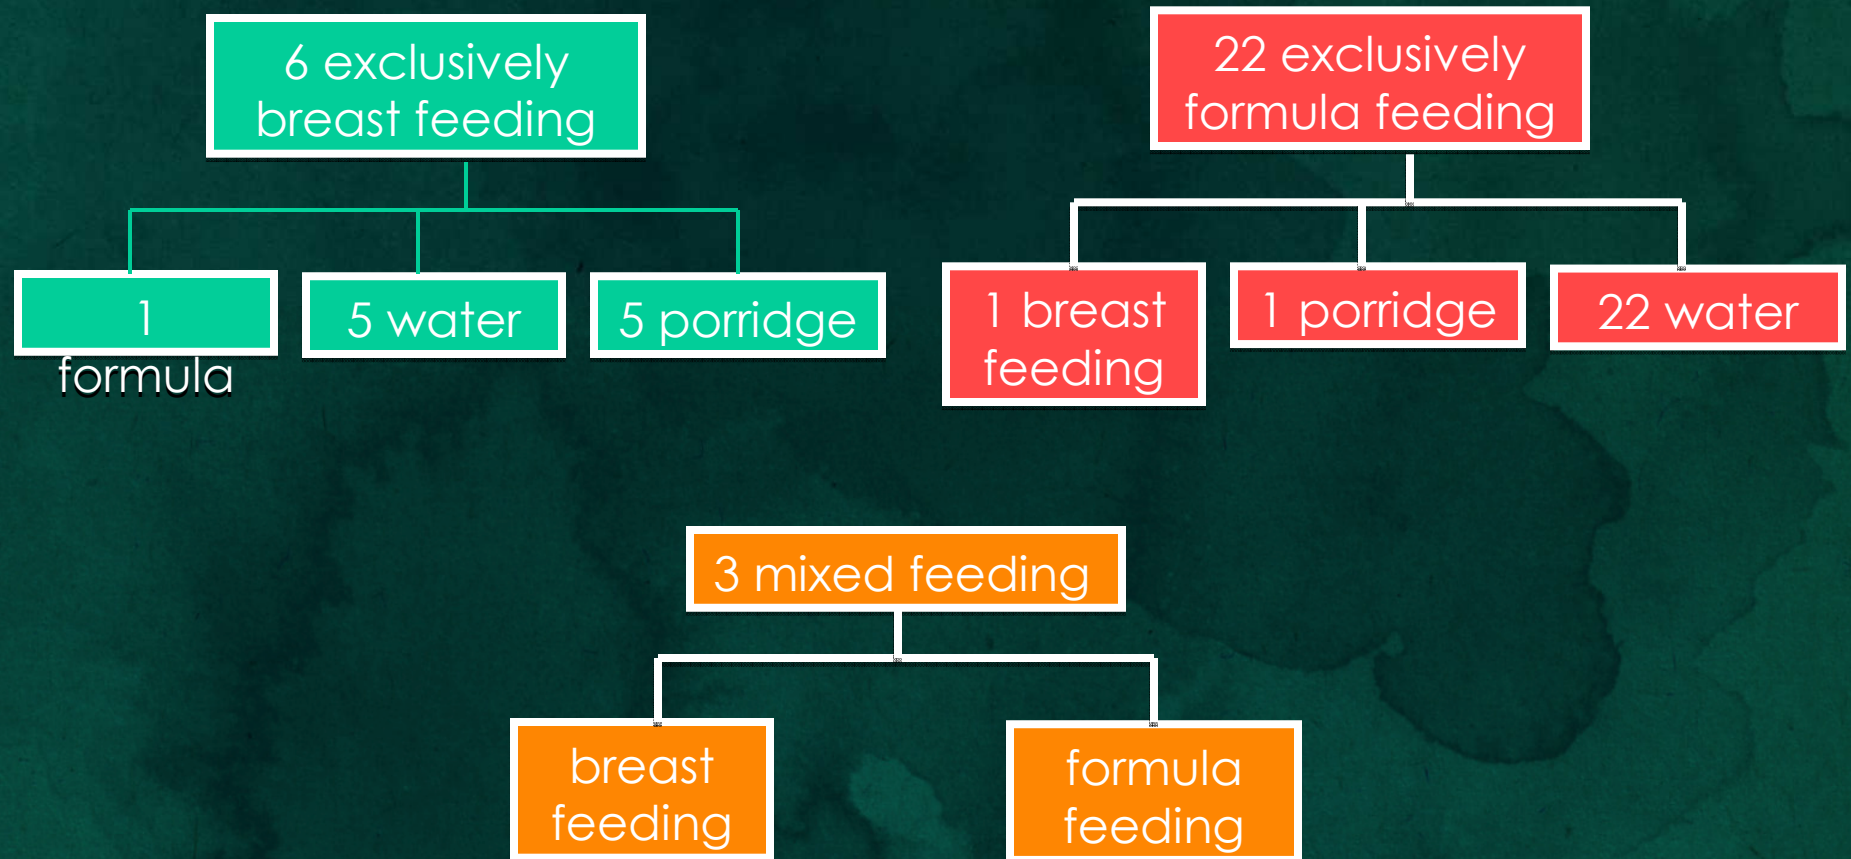 6 exclusively
breast feeding
1
formula
5 water
5 porridge
22 exclusively
formula feeding
1 breast
feeding
1 porridge
22 water
3 mixed feeding
breast
feeding
formula
feeding